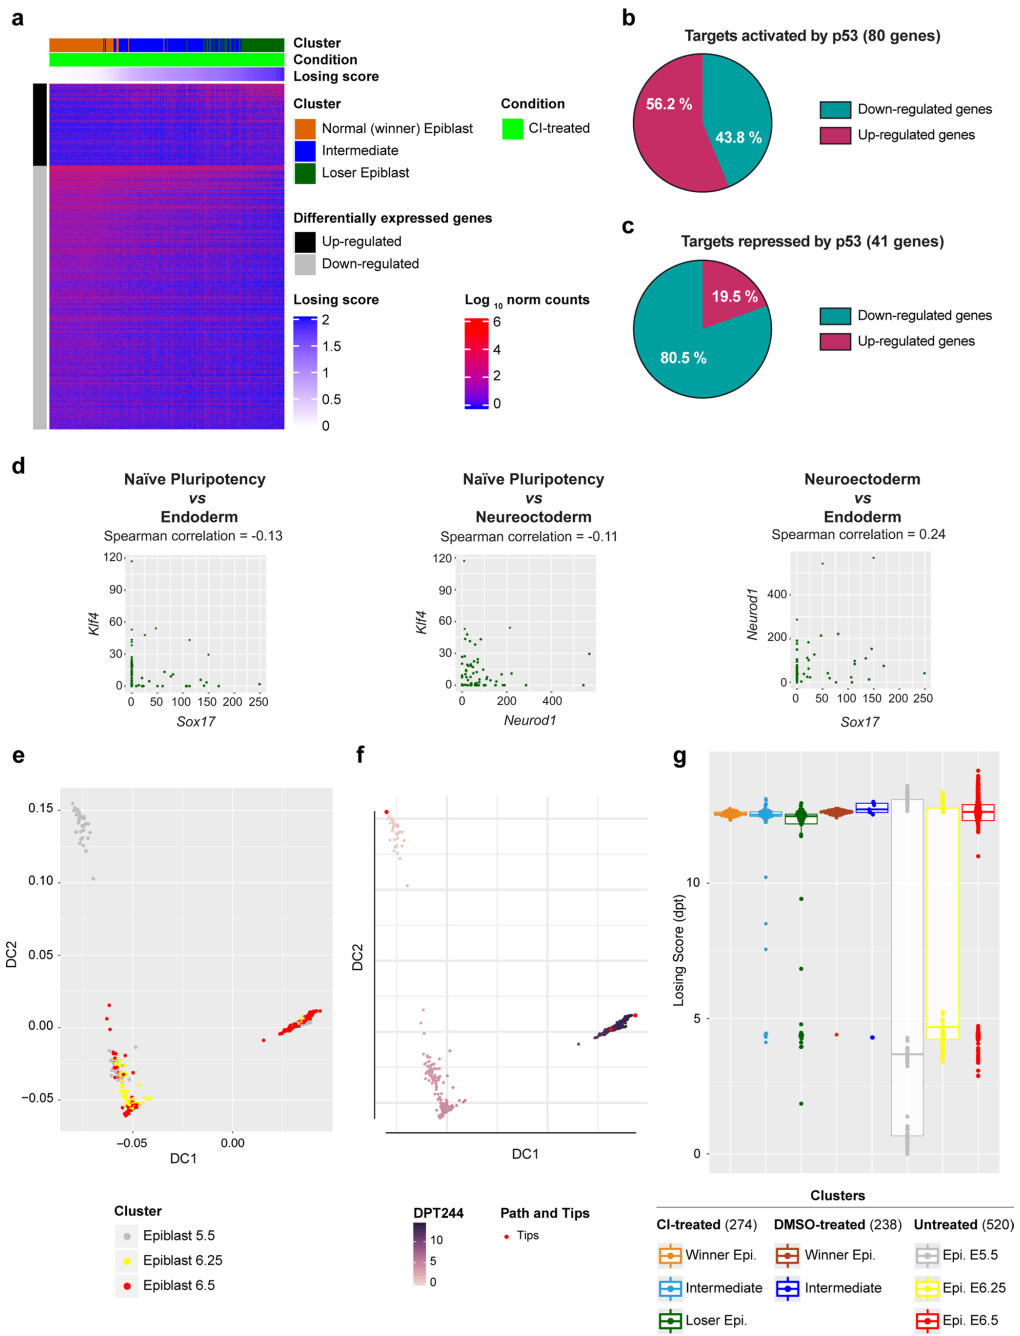 a
Cluster
Condition
Losing score
Cluster
Normal (winner) Epiblast
Intermediate
Loser Epiblast
Condition
CI-treated
Differentially expressed genes
Up-regulated
Down-regulated
Losing score
2
1.5
1
0.5
0
Log 10 norm counts
6
4
2
0
b
Targets activated by p53 (80 genes)
56.2 %
43.8 %
Down-regulated genes
Up-regulated genes
c
Targets repressed by p53 (41 genes)
19.5 %
80.5 %
Down-regulated genes
Up-regulated genes
d
Naïve Pluripotency
vs
Endoderm
Spearman correlation = -0.13
Klf4
120
90
60
30
0
0 50 100 150 200 250
Sox17
Naïve Pluripotency
vs
Neureoctoderm
Spearman correlation = -0.11
Klf4
120
90
60
30
0
0 200 400
Neurod1
Neuroectoderm
vs
Endoderm
Spearman correlation = 0.24
Neurod1
400
200
0
0 50 100 150 200 250
Sox17
e
DC2
0.15
0.10
0.05
0.00
−0.05
−0.05 0.00
DC1
Cluster
Epiblast 5.5
Epiblast 6.25
Epiblast 6.5
f
DC2
DC1
DPT244
10
5
0
Path and Tips
Tips
g
Losing Score (dpt)
10
5
0
Clusters
CI-treated (274) DMSO-treated (238) Untreated (520)
Winner Epi. Winner Epi. Epi. E5.5
Intermediate Intermediate Epi. E6.25
Loser Epi. Epi. E6.5